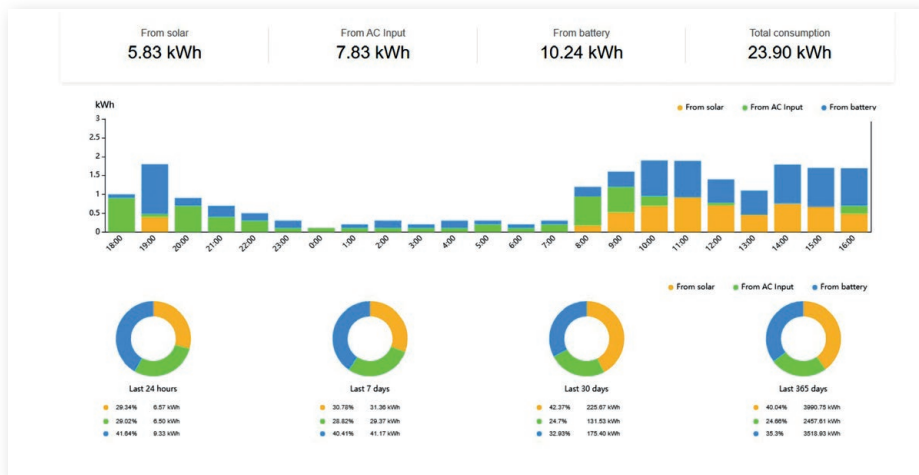 From solar From AC Input From battery Total consumption
5.83 kWh 7.83 kWh 10.24 kWh 23.90 kWh
kWh
From solar From AC Input From battery
3
2.5
2
1.5
1
0.5
0
18:00 19:00 20:00 21:00 22:00 23:00 0:00 1:00 2:00 3:00 4:00 5:00 6:00 7:00 8:00 9:00 10:00 11:00 12:00 13:00 14:00 15:00 16:00
From solar From AC Input From battery
Last 24 hours Last 7 days Last 30 days Last 365 days
29.34% 6.57 kWh 30.78% 31.36 kWh 42.37% 225.67 kWh 40.04% 3990.75 kWh
29.02% 6.50 kWh 28.82% 29.37 kWh 24.7% 131.53 kWh 24.66% 2457.61 kWh
41.64% 9.33 kWh 40.41% 41.17 kWh 32.93% 175.40 kWh 35.3% 3518.93 kWh